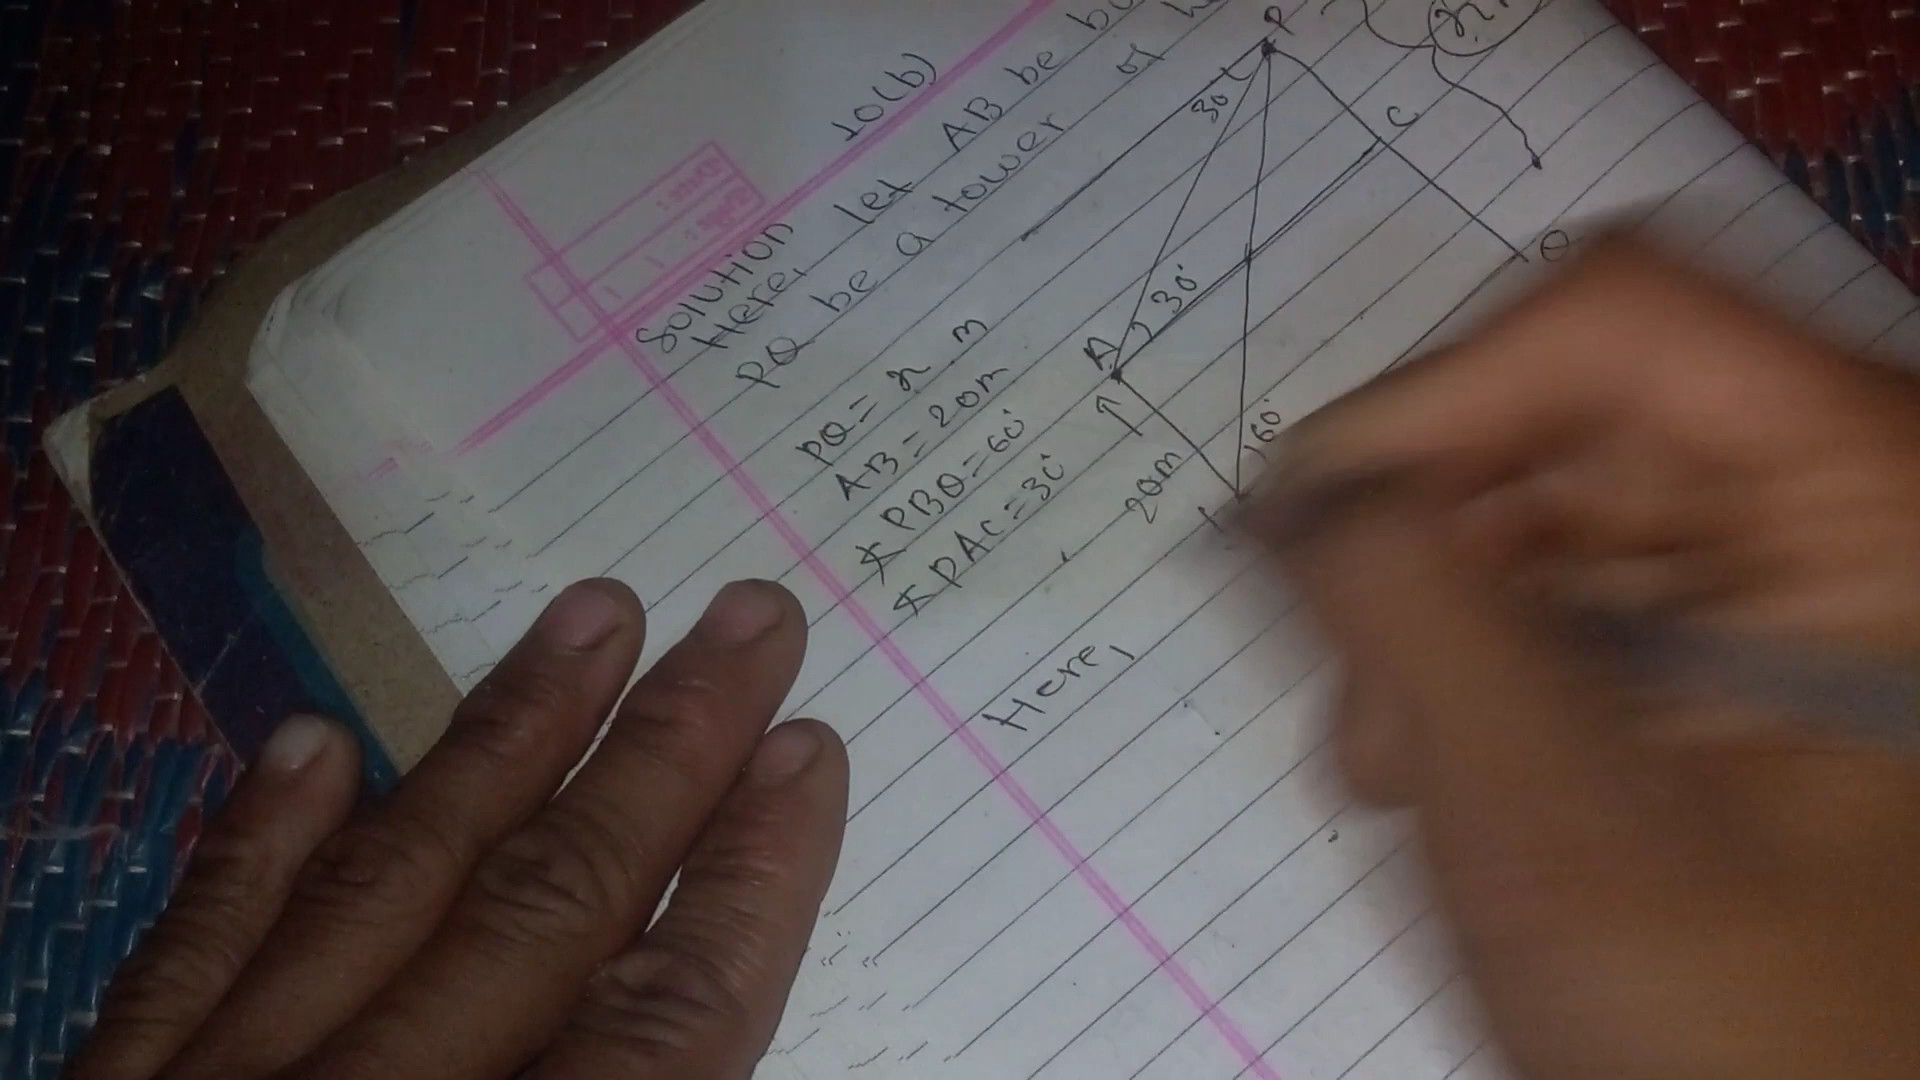 10(b)
Solution
Here, let AB be
PQ be a tower of
PQ = x m
AB = 20m
∠PBQ = 60°
∠PAC = 30°
P
30°
C
Q
A
30°
20m
60°
Here,